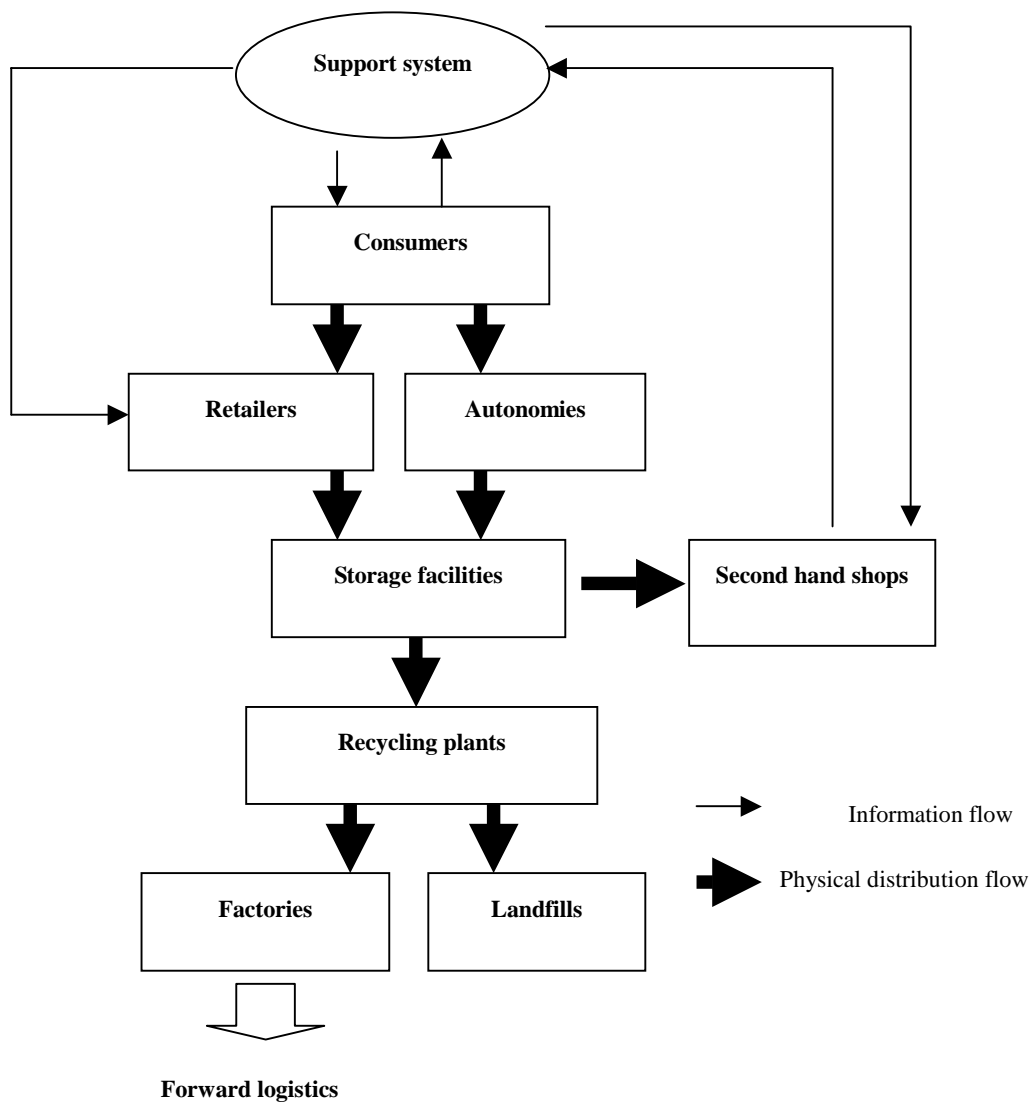 Support system
Consumers
Retailers
Autonomies
Storage facilities
Second hand shops
Recycling plants
Information flow
Physical distribution flow
Factories
Landfills
Forward logistics